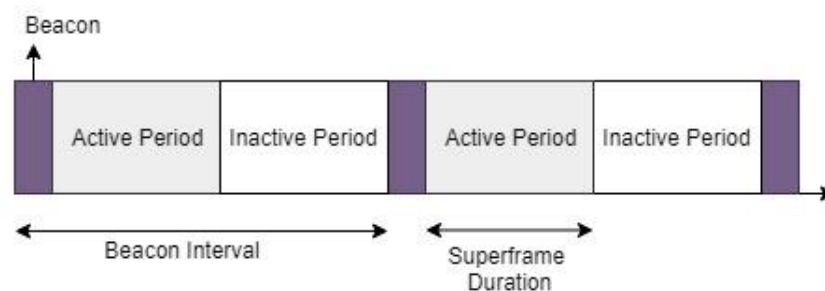 Beacon
Active Period
Inactive Period
Active Period
Inactive Period
Beacon Interval
Superframe
Duration